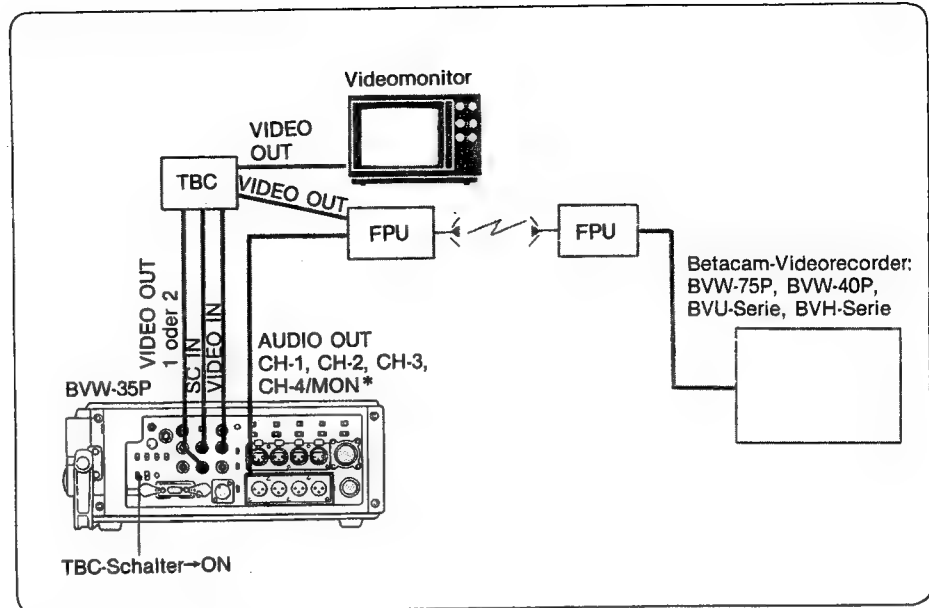 Videomonitor
VIDEO
OUT
TBC
VIDEO OUT
FPU
FPU
Betacam-Videorecorder:
BVW-75P, BVW-40P,
BVU-Serie, BVH-Serie
VIDEO OUT
1 oder 2
SC IN
VIDEO IN
AUDIO OUT
CH-1, CH-2, CH-3,
CH-4/MON*
BVW-35P
TBC-Schalter→ON